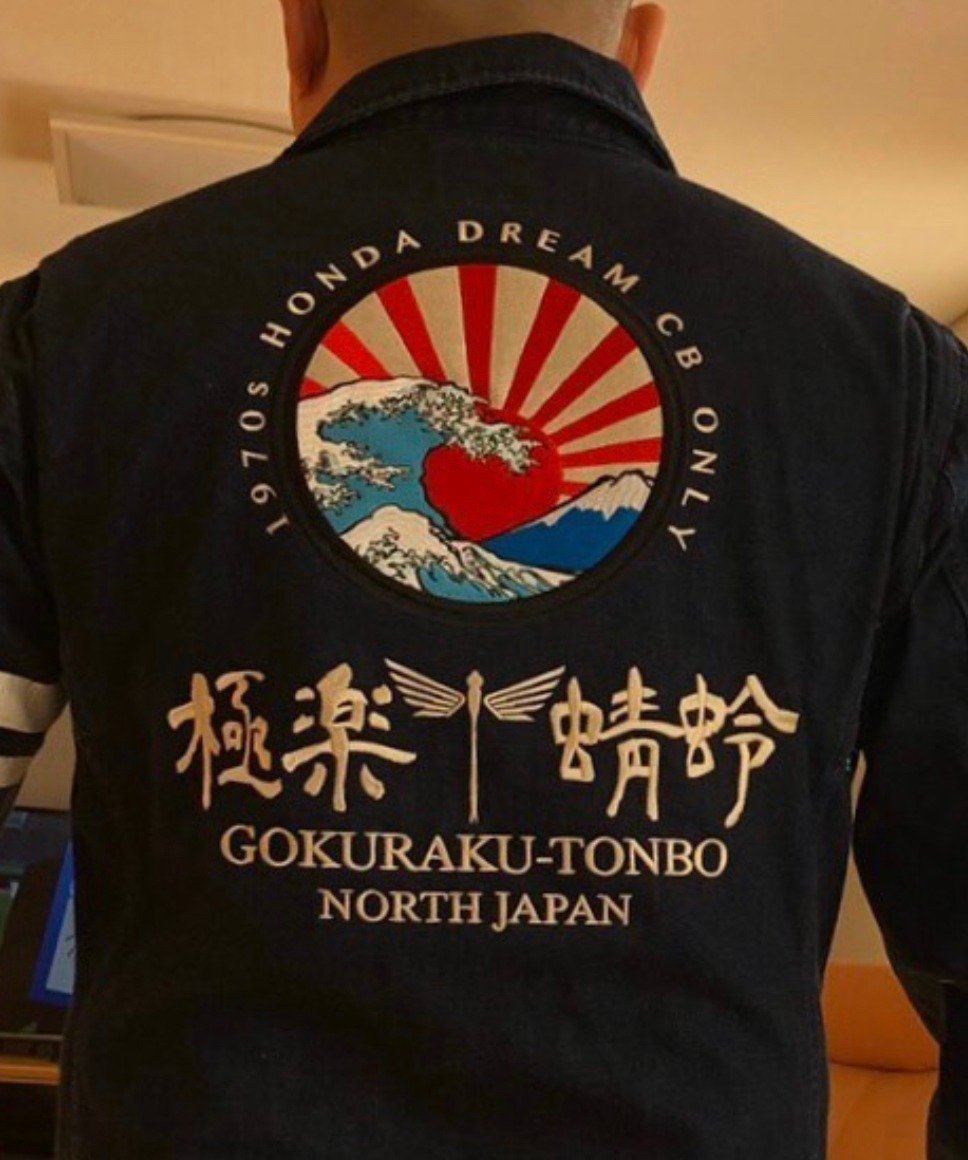 1970s HONDA DREAM CB ONLY
極楽蜻蛉
GOKURAKU-TONBO
NORTH JAPAN